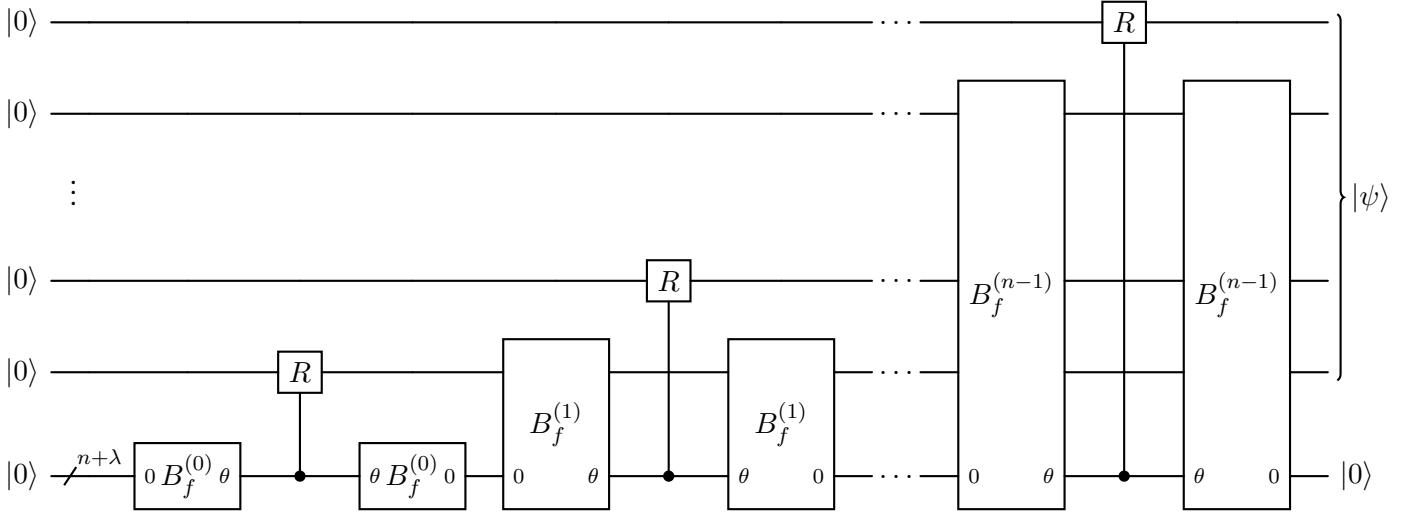 |0⟩ ··· R
|0⟩ ···
⋮ |ψ⟩
|0⟩ R ··· B_f^{(n−1)} B_f^{(n−1)}
|0⟩ R ···
B_f^{(1)} B_f^{(1)}
|0⟩ n+λ 0 B_f^{(0)} θ θ B_f^{(0)} 0 0 θ θ 0 ··· 0 θ θ 0 |0⟩